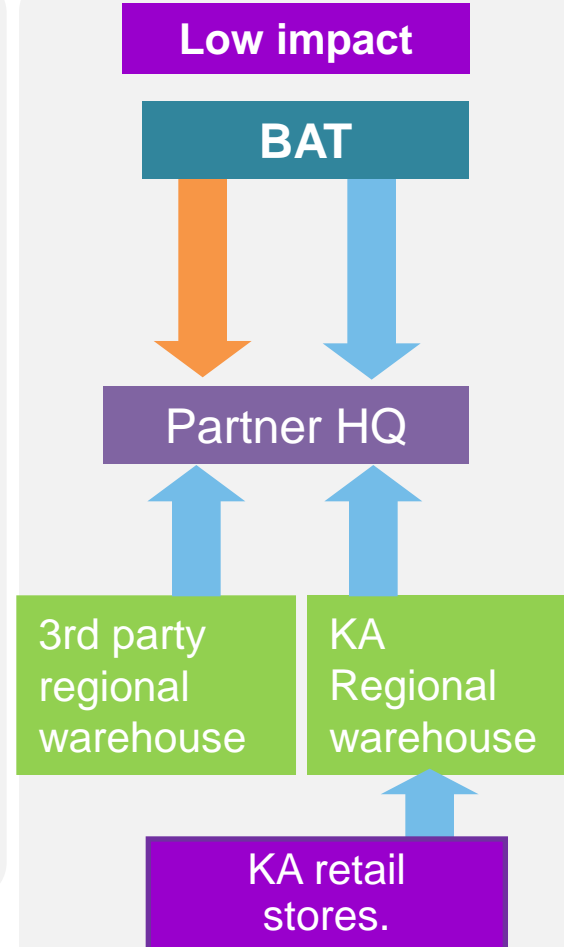 Low impact
BAT
Partner HQ
3rd party
regional
warehouse
KA
Regional
warehouse
KA retail
stores.